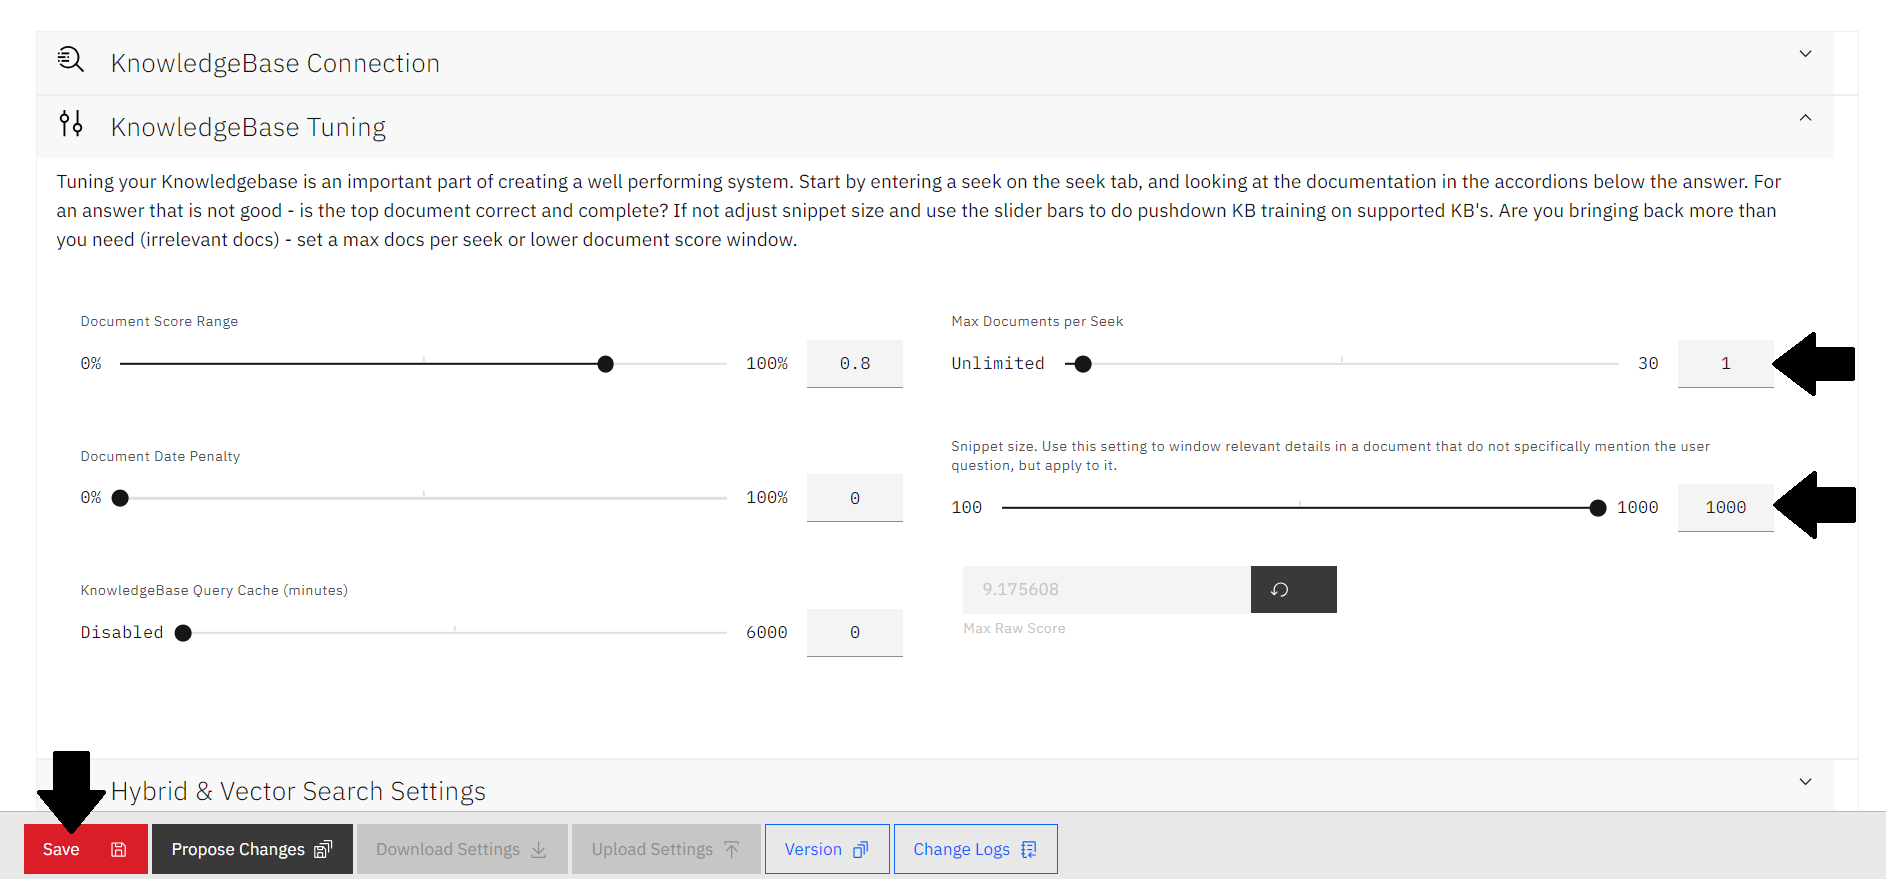 KnowledgeBase Connection
KnowledgeBase Tuning
Tuning your Knowledgebase is an important part of creating a well performing system. Start by entering a seek on the seek tab, and looking at the documentation in the accordions below the answer. For
an answer that is not good - is the top document correct and complete? If not adjust snippet size and use the slider bars to do pushdown KB training on supported KB's. Are you bringing back more than
you need (irrelevant docs) - set a max docs per seek or lower document score window.
Document Score Range
0% 100% 0.8
Max Documents per Seek
Unlimited 30 1
Document Date Penalty
0% 100% 0
Snippet size. Use this setting to window relevant details in a document that do not specifically mention the user
question, but apply to it.
100 1000 1000
KnowledgeBase Query Cache (minutes)
Disabled 6000 0
9.175608
Max Raw Score
Hybrid & Vector Search Settings
Save Propose Changes Download Settings Upload Settings Version Change Logs